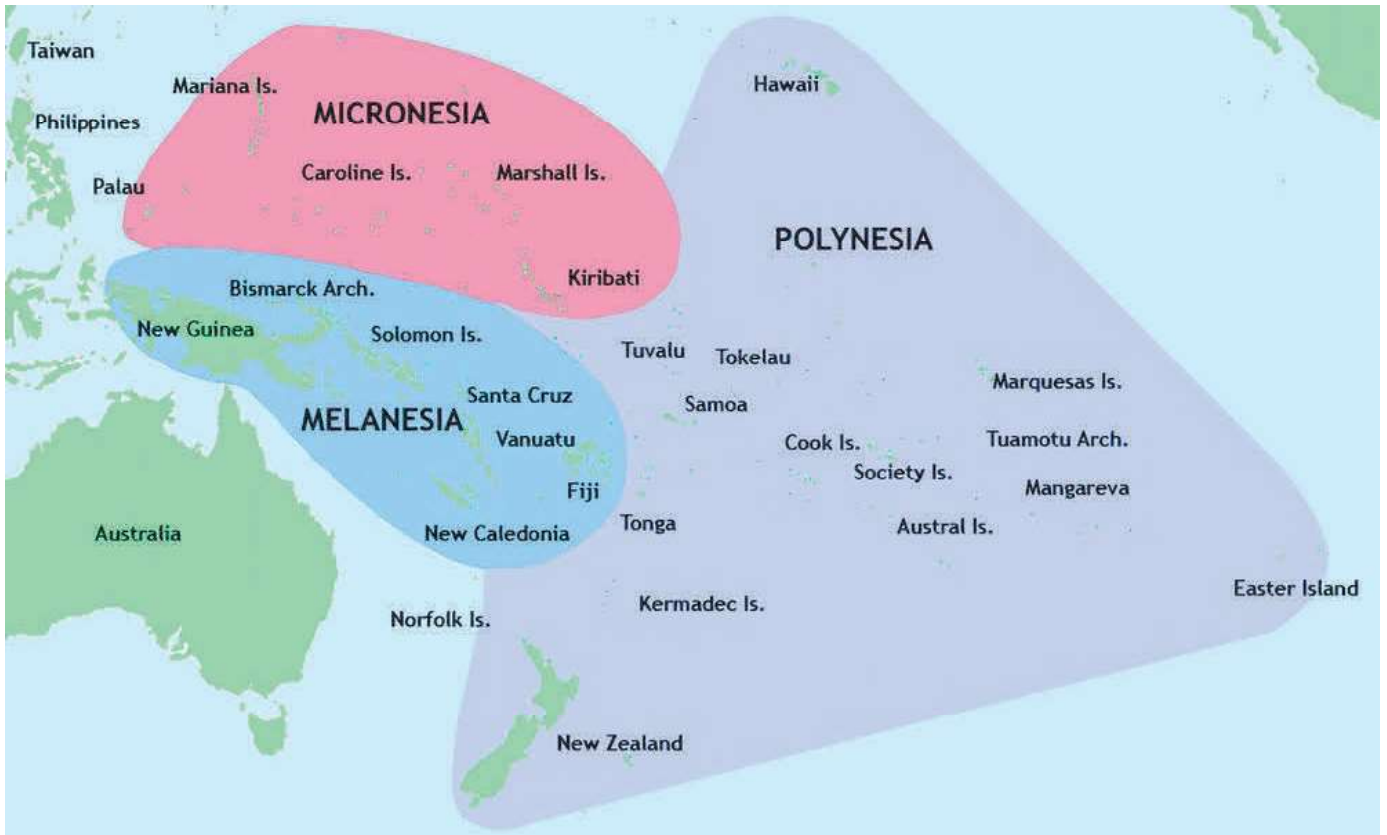 Taiwan
Mariana Is.
Hawaii
MICRONESIA
Philippines
Caroline Is.
Marshall Is.
Palau
POLYNESIA
Kiribati
Bismarck Arch.
New Guinea
Solomon Is.
Tuvalu
Tokelau
Marquesas Is.
Santa Cruz
Samoa
MELANESIA
Vanuatu
Cook Is.
Tuamotu Arch.
Society Is.
Fiji
Mangareva
Tonga
Austral Is.
Australia
New Caledonia
Easter Island
Kermadec Is.
Norfolk Is.
New Zealand